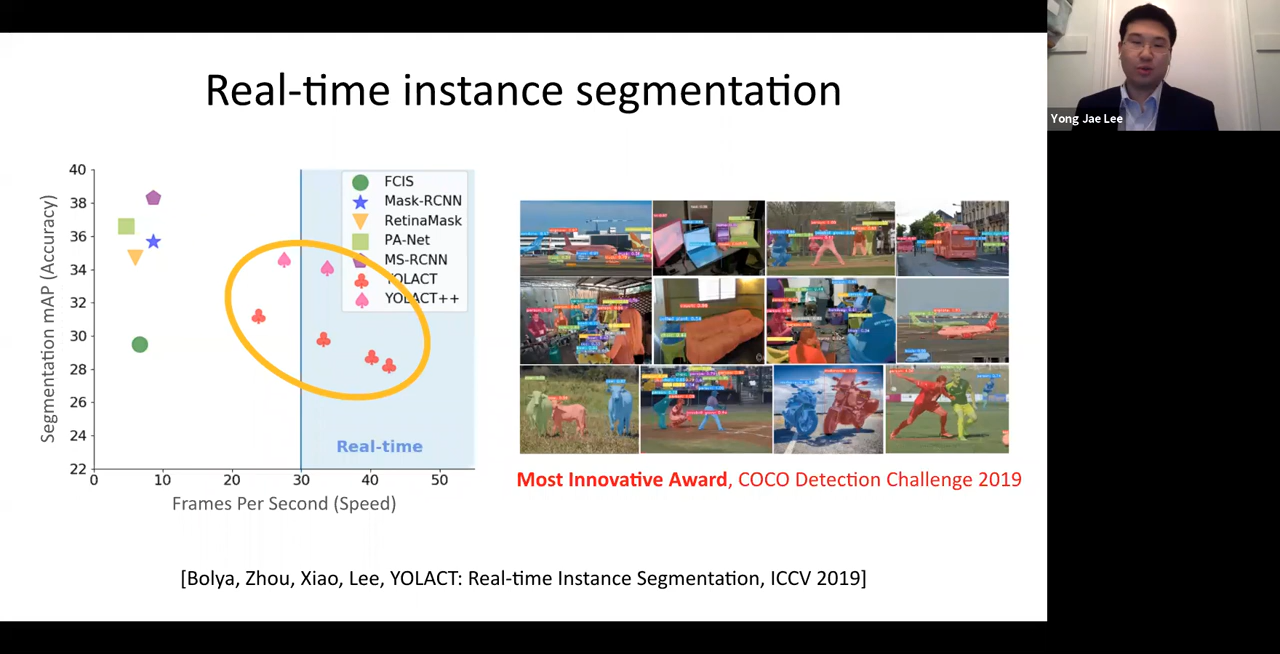 Real-time instance segmentation
Yong Jae Lee
Segmentation mAP (Accuracy)
40
38
36
34
32
30
28
26
24
22
0
10
20
30
40
50
Frames Per Second (Speed)
FCIS
Mask-RCNN
RetinaMask
PA-Net
MS-RCNN
YOLACT
YOLACT++
Real-time
Most Innovative Award, COCO Detection Challenge 2019
[Bolya, Zhou, Xiao, Lee, YOLACT: Real-time Instance Segmentation, ICCV 2019]